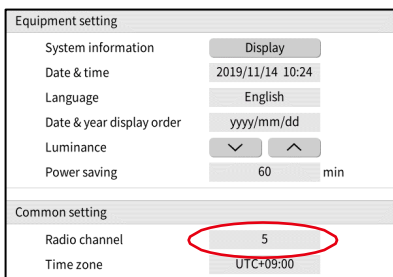 Equipment setting
System information Display
Date & time 2019/11/14 10:24
Language English
Date & year display order yyyy/mm/dd
Luminance
Power saving 60 min
Common setting
Radio channel 5
Time zone UTC+09:00